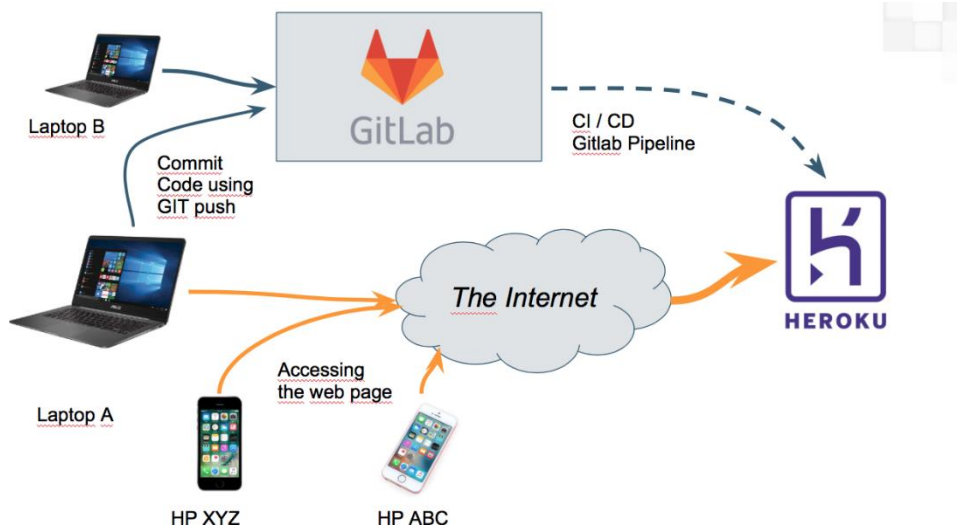 Laptop B
GitLab
CI / CD
Gitlab Pipeline
Commit
Code using
GIT push
The Internet
HEROKU
Accessing
the web page
Laptop A
HP XYZ
HP ABC